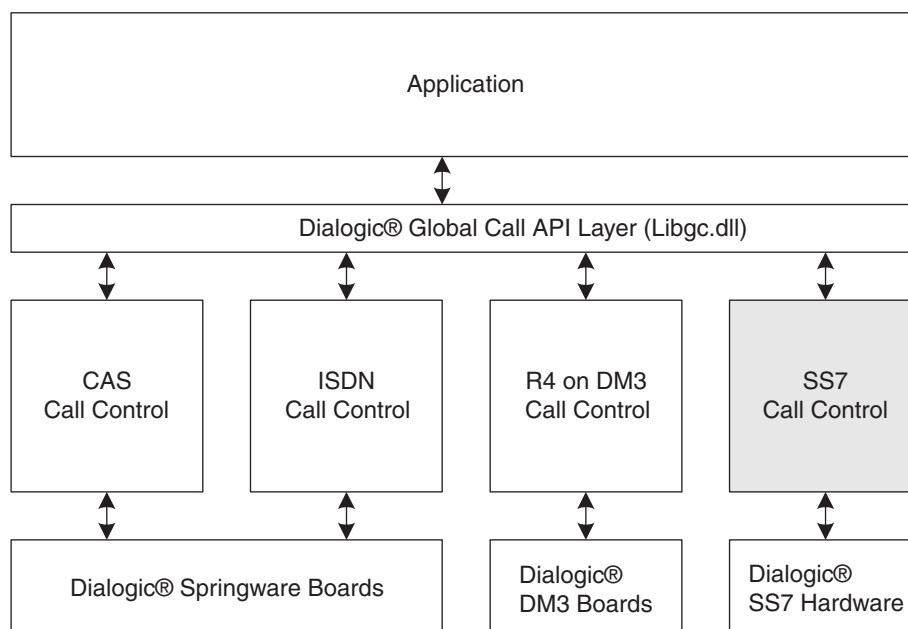 Application
Dialogic® Global Call API Layer (Libgc.dll)
CAS
Call Control
ISDN
Call Control
R4 on DM3
Call Control
SS7
Call Control
Dialogic® Springware Boards
Dialogic®
DM3 Boards
Dialogic®
SS7 Hardware